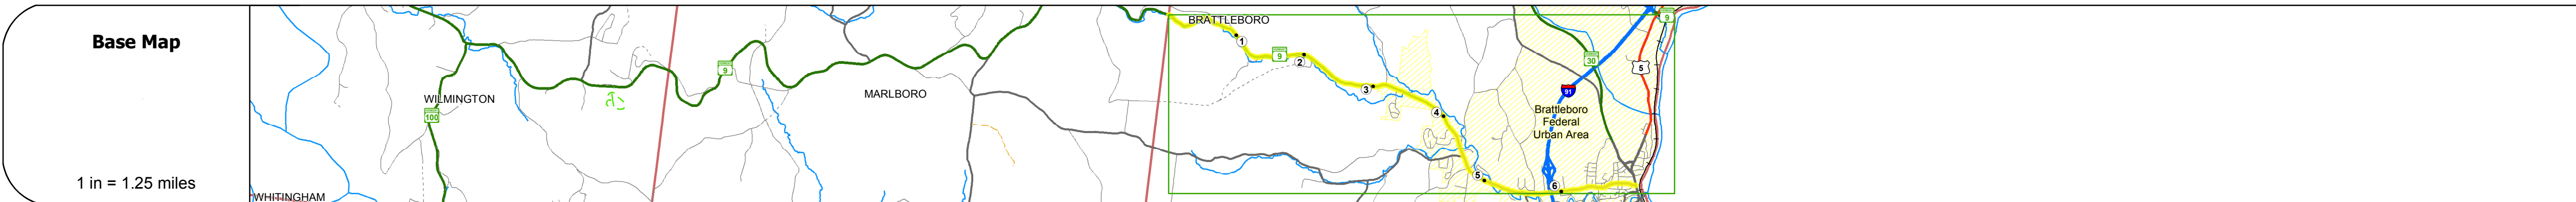 Base Map
1 in = 1.25 miles
WILMINGTON
100
WHITINGHAM
9
MARLBORO
BRATTLEBORO
1
9
2
3
4
5
6
30
91
5
9
Brattleboro
Federal
Urban Area